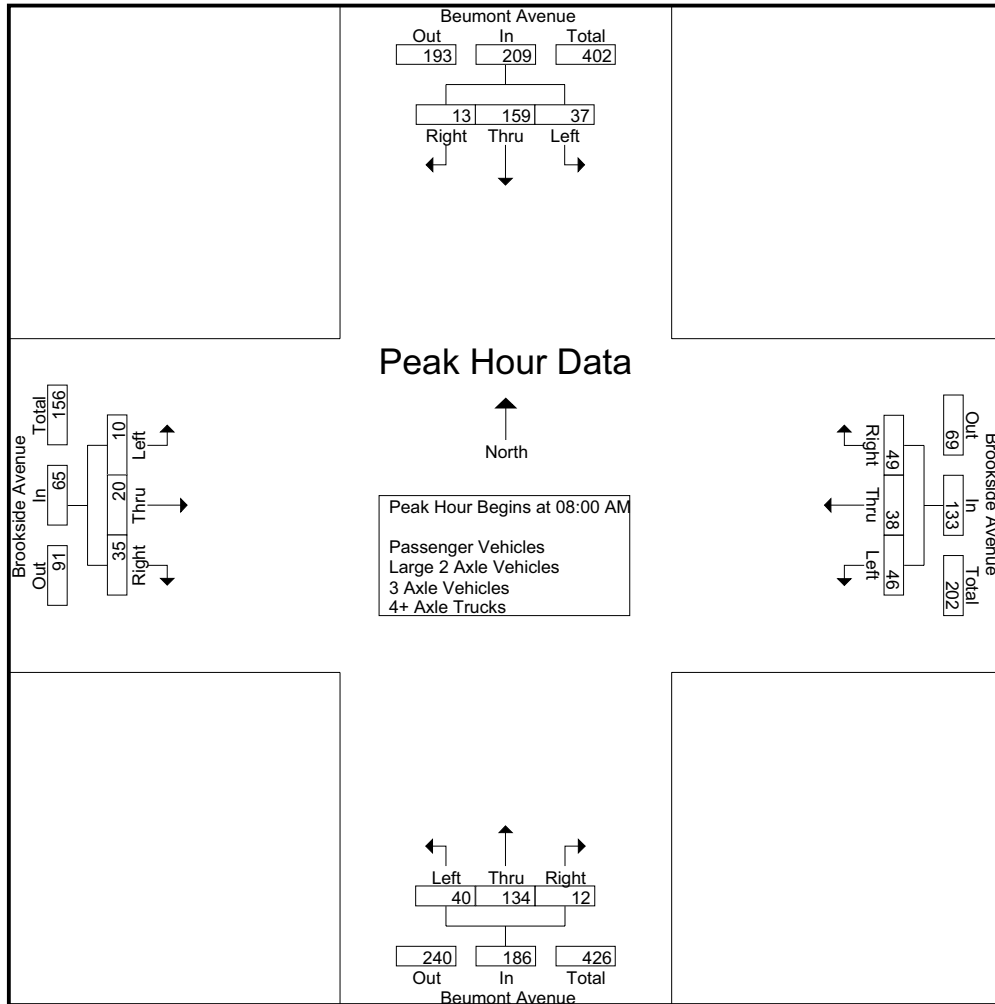 Beumont Avenue
Out In Total
193 209 402
13 159 37
Right Thru Left
Peak Hour Data
North
Peak Hour Begins at 08:00 AM
Passenger Vehicles
Large 2 Axle Vehicles
3 Axle Vehicles
4+ Axle Trucks
Brookside Avenue
Out In Total
91 65 156
35 20 10
Right Thru Left
Brookside Avenue
Out In Total
69 133 202
49 38 46
Right Thru Left
Left Thru Right
40 134 12
240 186 426
Out In Total
Beumont Avenue